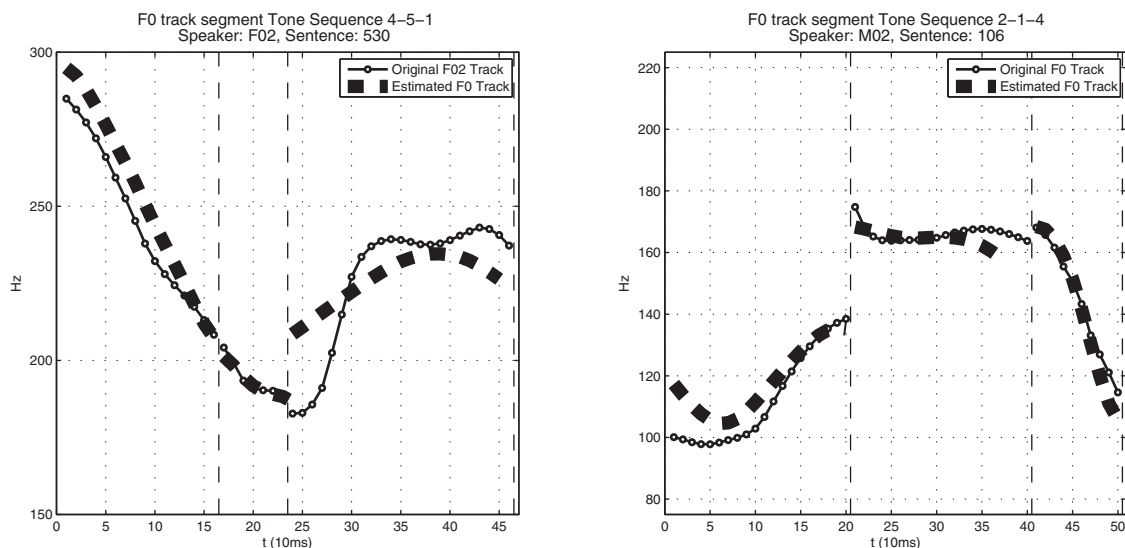 F0 track segment Tone Sequence 4−5−1
Speaker: F02, Sentence: 530
300
250
200
150
Hz
Original F02 Track
Estimated F0 Track
0 5 10 15 20 25 30 35 40 45
t (10ms)
F0 track segment Tone Sequence 2−1−4
Speaker: M02, Sentence: 106
220
200
180
160
140
120
100
80
Hz
Original F0 Track
Estimated F0 Track
0 5 10 15 20 25 30 35 40 45 50
t (10ms)